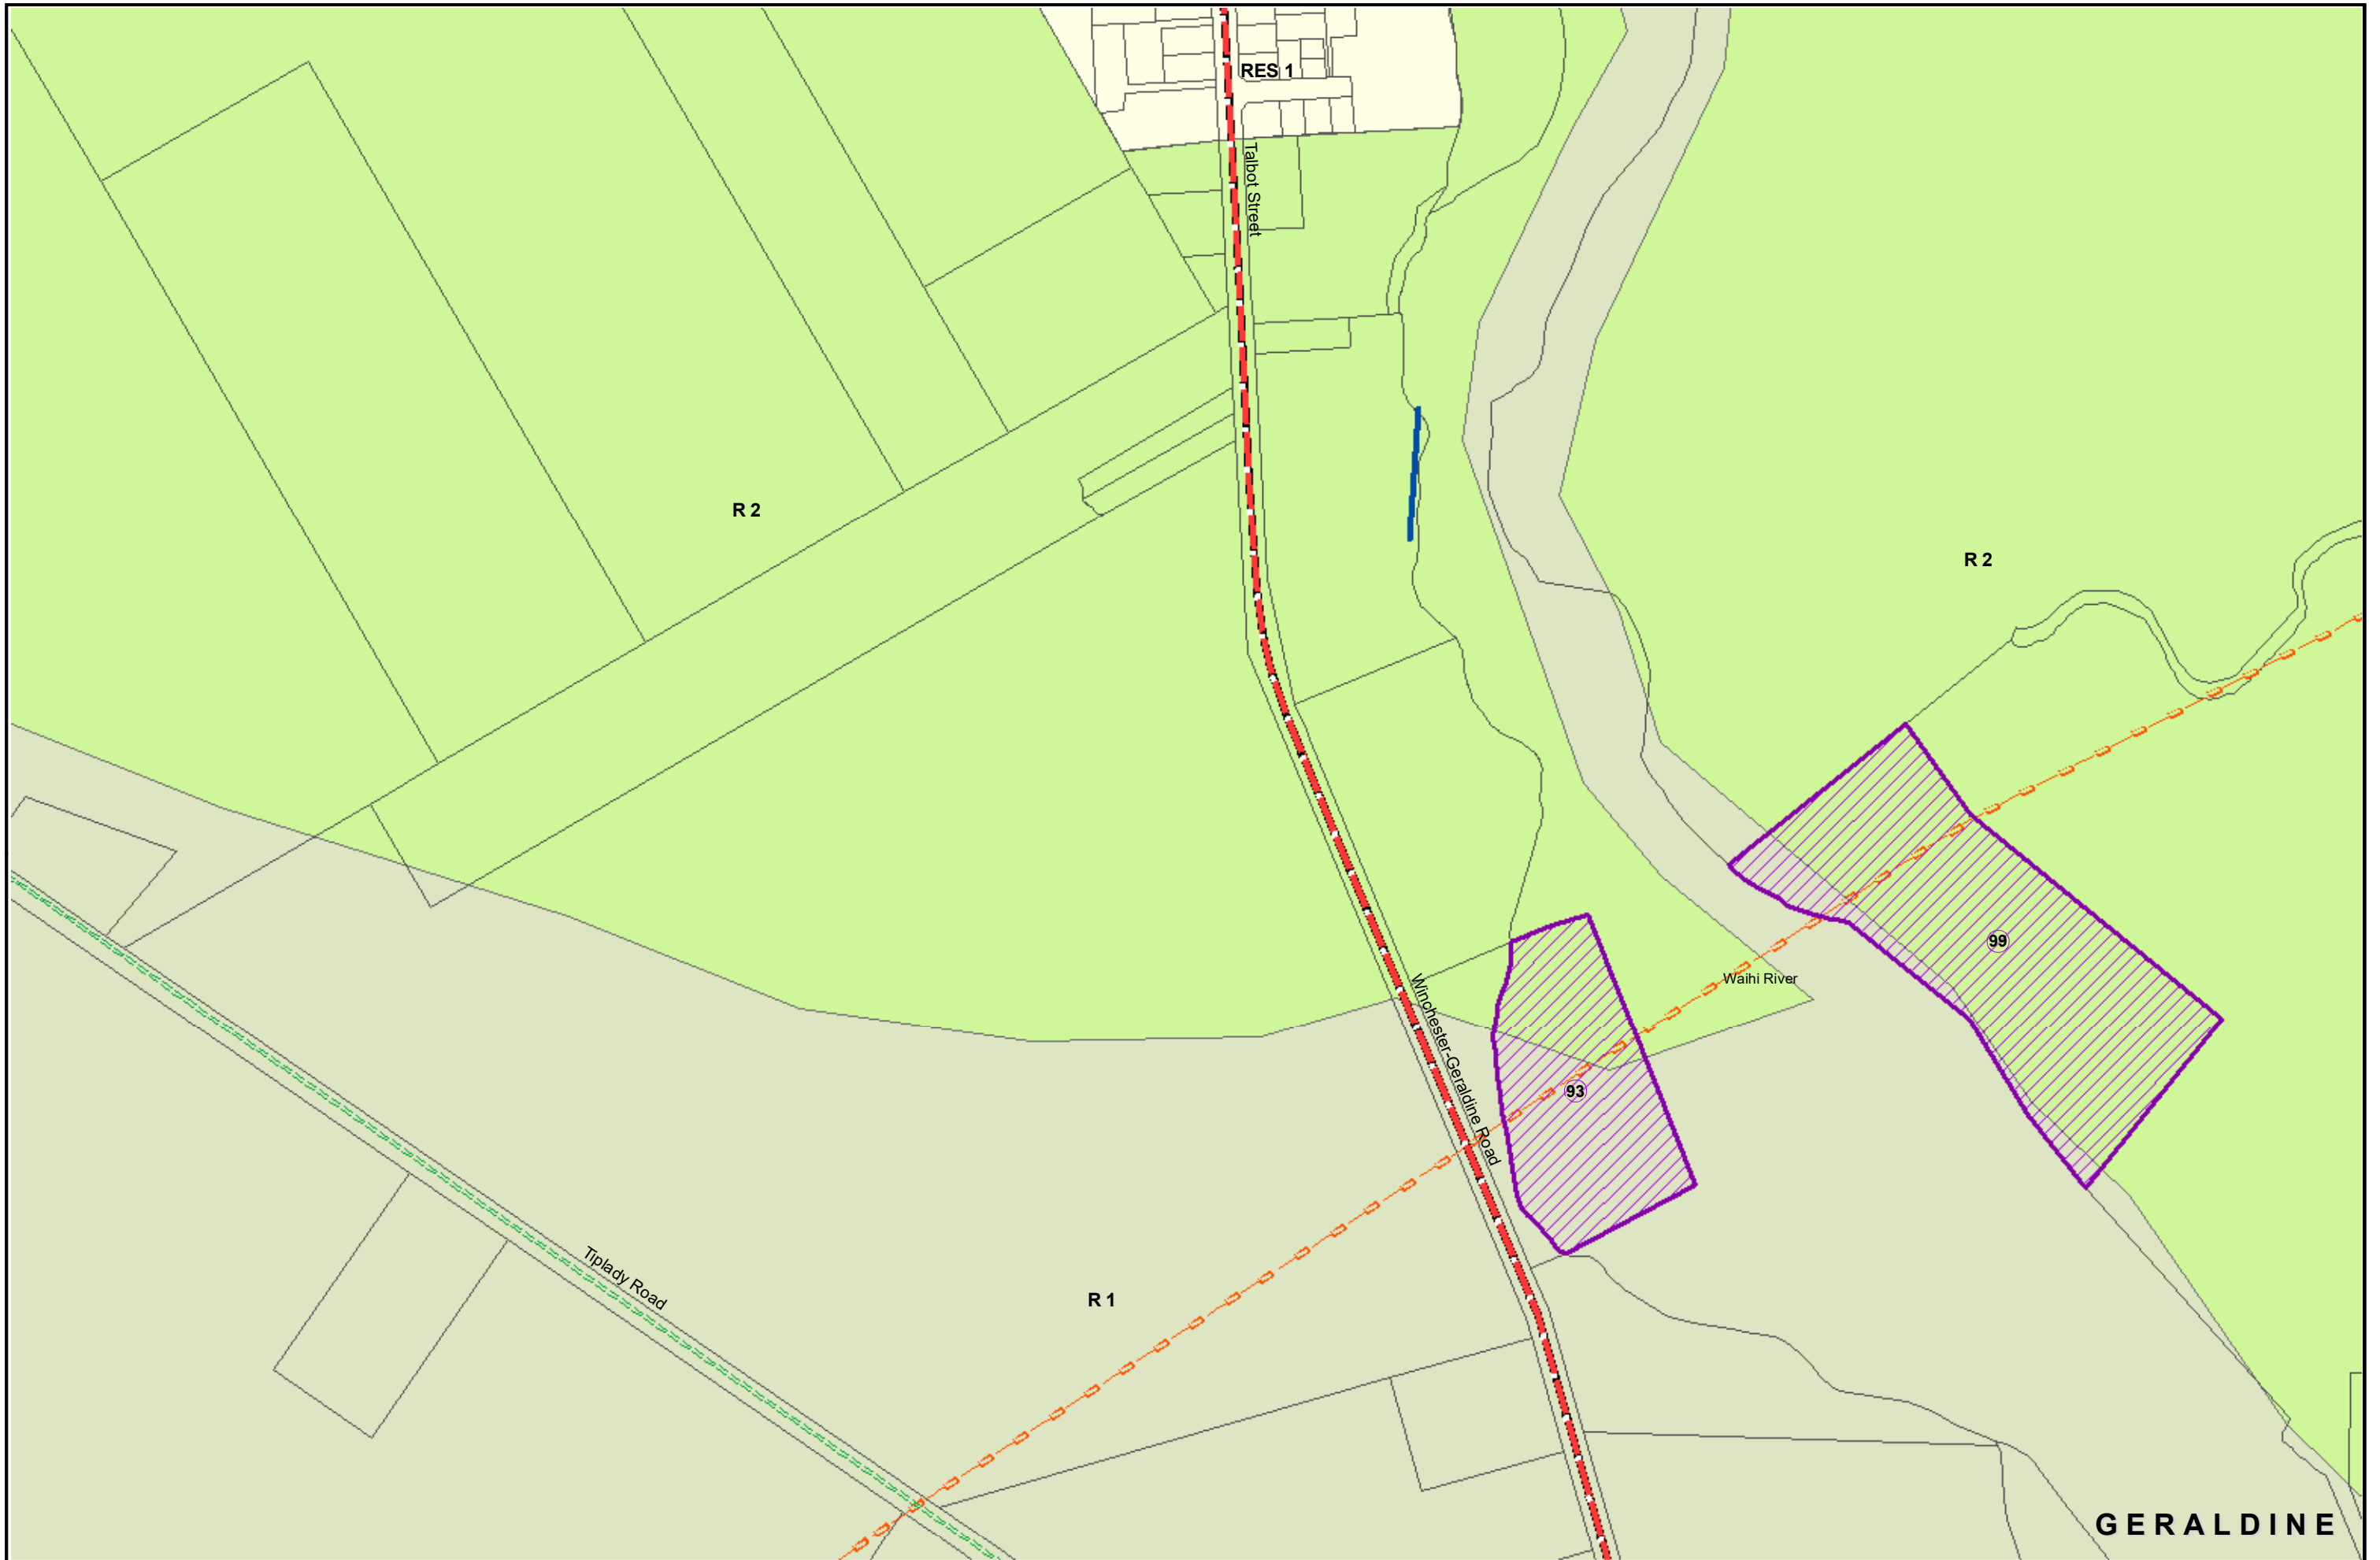 RES 1
Talbot Street
R 2
R 2
99
Waihi River
Winchester-Geraldine Road
93
Tiplady Road
R 1
GERALDINE